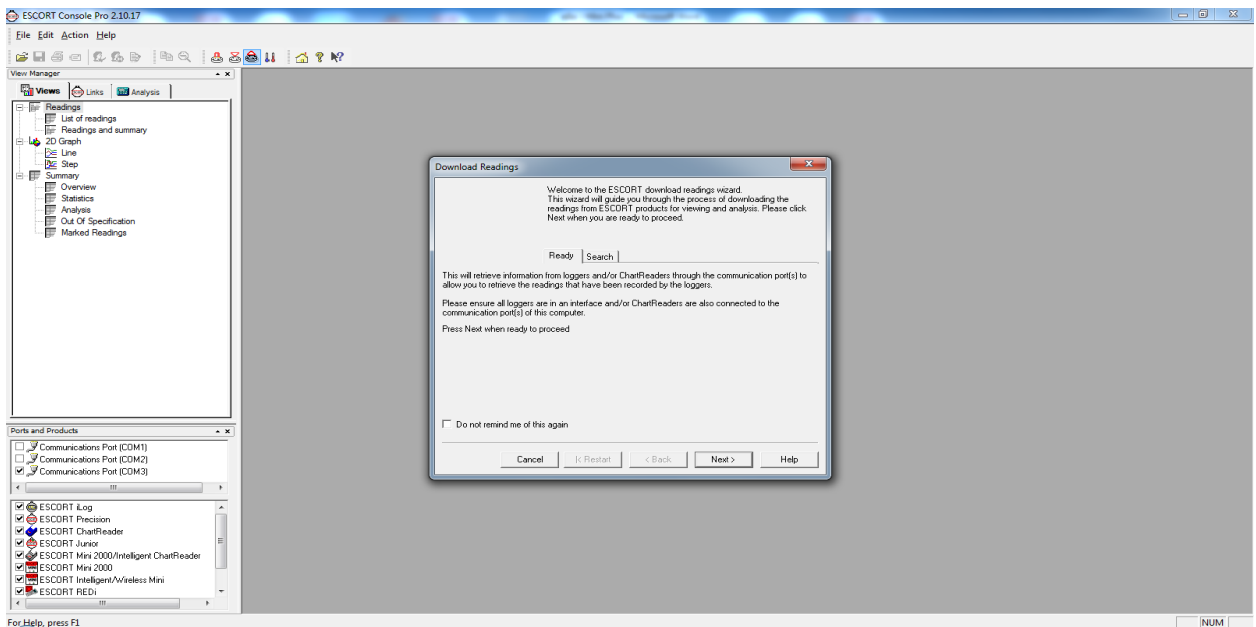 ESCORT Console Pro 2.10.17
File Edit Action Help
View Manager
Views Links Analysis
Readings
List of readings
Readings and summary
2D Graph
Line
Step
Summary
Overview
Statistics
Analysis
Out Of Specification
Marked Readings
Download Readings
Welcome to the ESCORT download readings wizard.
This wizard will guide you through the process of downloading the
readings from ESCORT products for viewing and analysis. Please click
Next when you are ready to proceed.
Ready Search
This will retrieve information from loggers and/or ChartReaders through the communication port(s) to
allow you to retrieve the readings that have been recorded by the loggers.
Please ensure all loggers are in an interface and/or ChartReaders are also connected to the
communication port(s) of this computer.
Press Next when ready to proceed
Do not remind me of this again
Cancel |< Restart < Back Next > Help
Ports and Products
Communications Port (COM1)
Communications Port (COM2)
Communications Port (COM3)
ESCORT iLog
ESCORT Precision
ESCORT ChartReader
ESCORT Junior
ESCORT Mini 2000/Intelligent ChartReader
ESCORT Mini 2000
ESCORT Intelligent/Wireless Mini
ESCORT REDi
For Help, press F1
NUM